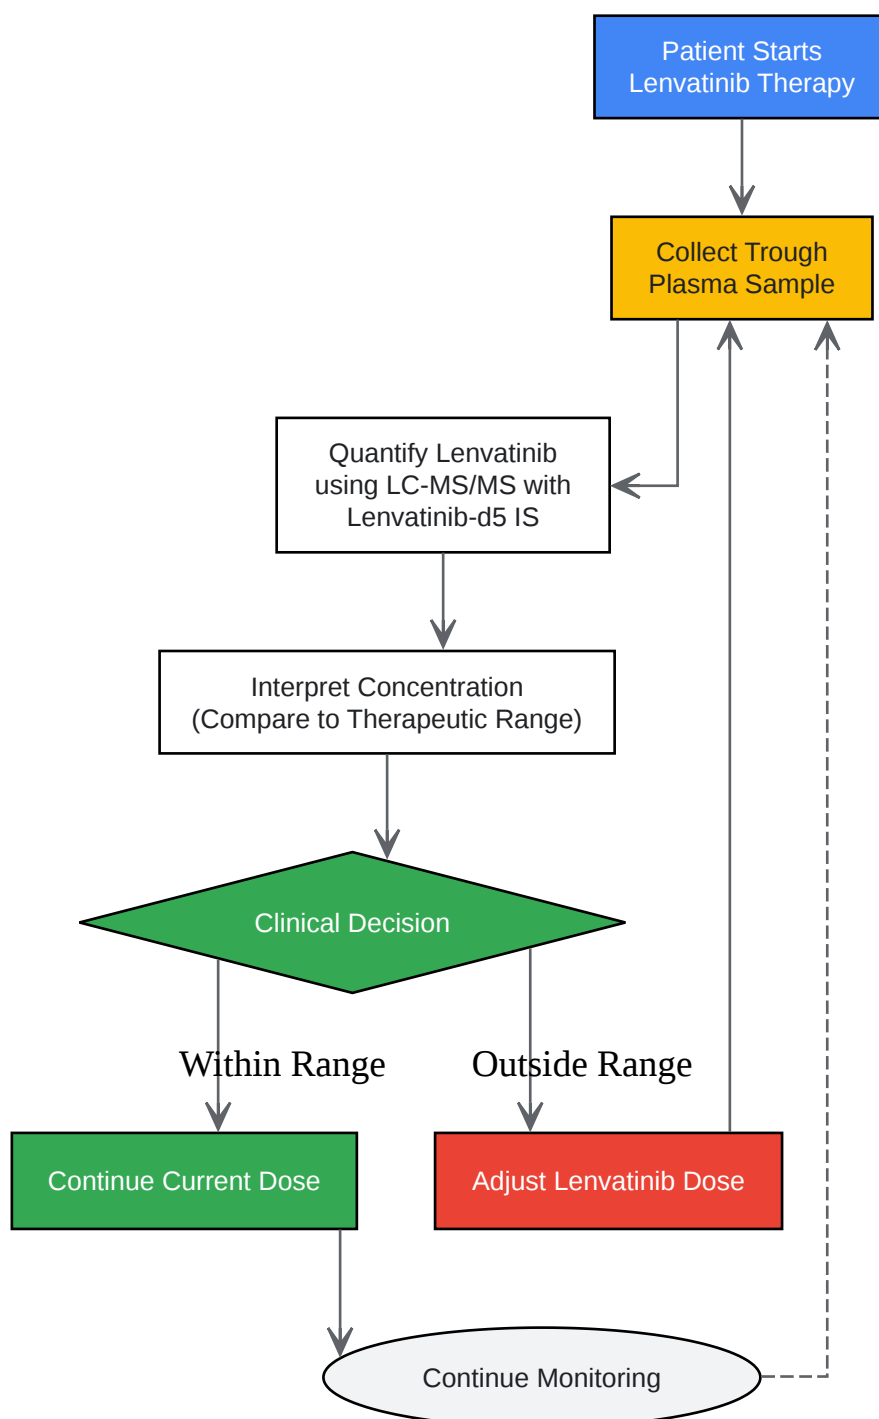 Patient Starts
Lenvatinib Therapy
Collect Trough
Plasma Sample
Quantify Lenvatinib
using LC-MS/MS with
Lenvatinib-d5 IS
Interpret Concentration
(Compare to Therapeutic Range)
Clinical Decision
Within Range
Outside Range
Continue Current Dose
Adjust Lenvatinib Dose
Continue Monitoring